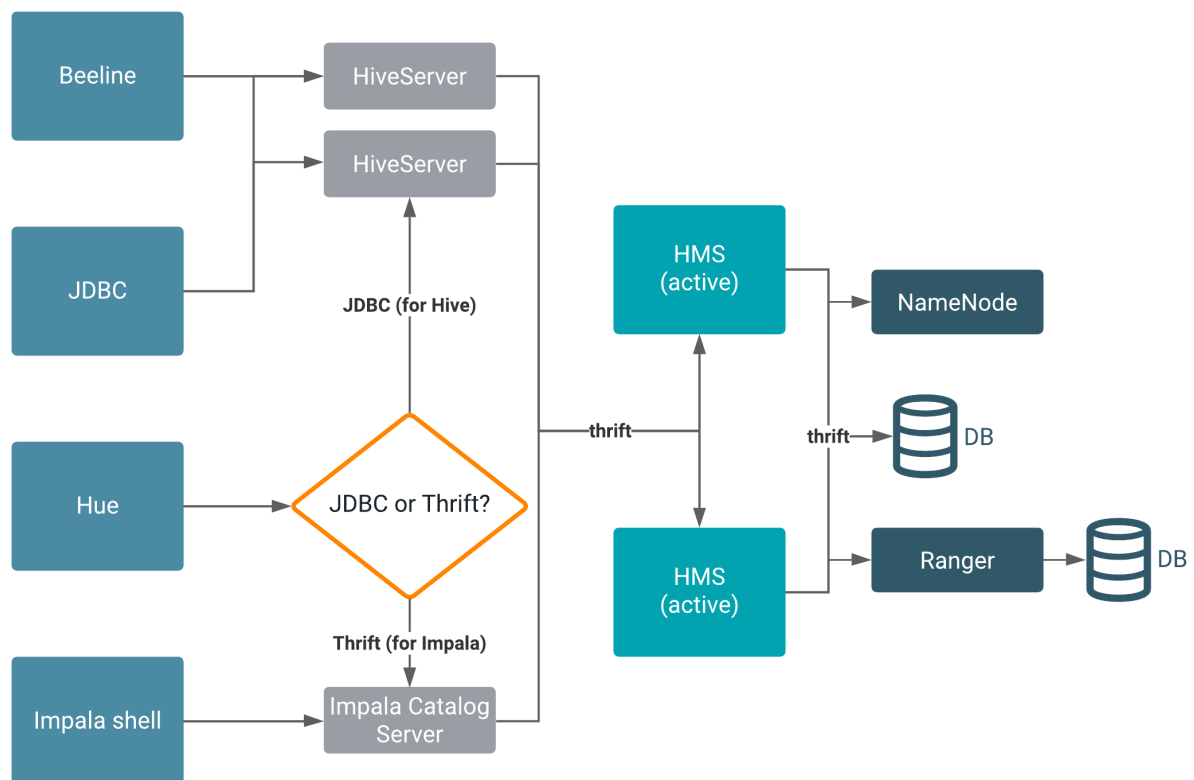 Beeline
HiveServer
HiveServer
JDBC
JDBC (for Hive)
HMS
(active)
NameNode
thrift
thrift
DB
Hue
JDBC or Thrift?
HMS
(active)
Ranger
DB
Thrift (for Impala)
Impala shell
Impala Catalog
Server